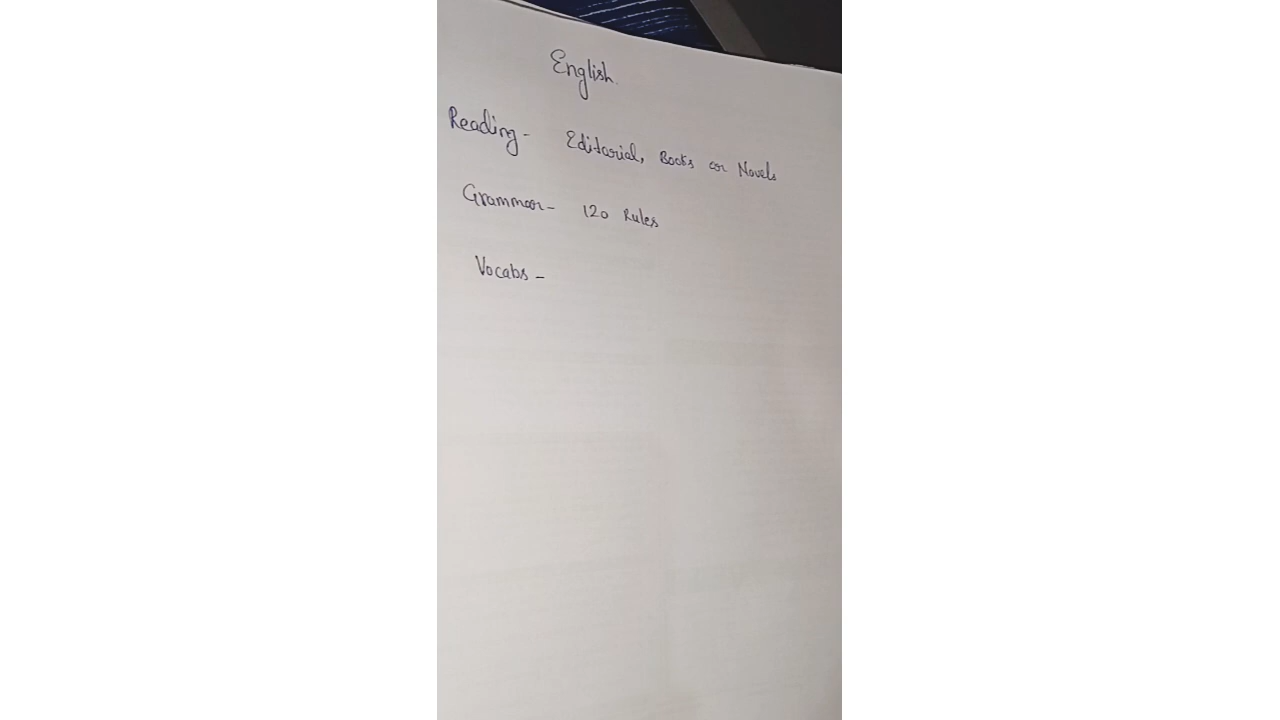 English.
Reading - Editorial, Books or Novels
Grammar - 120 Rules
Vocabs -